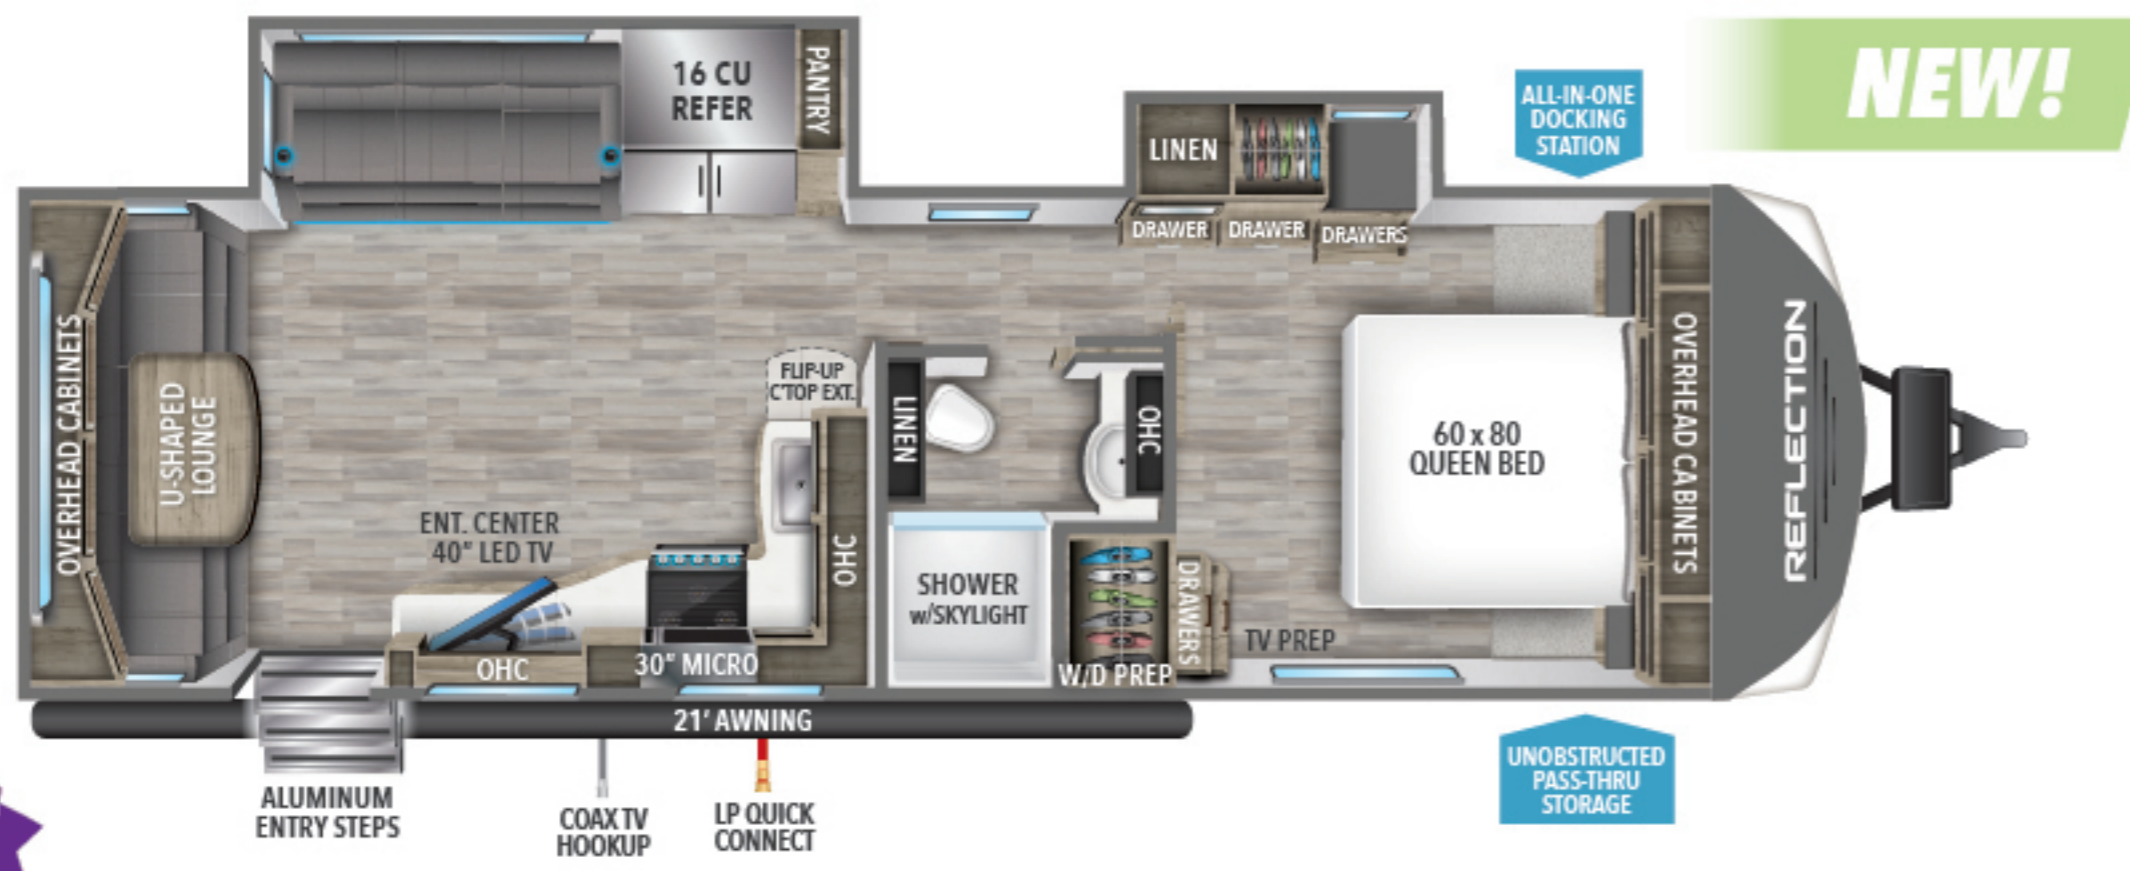 NEW!
16 CU
REFER
PANTRY
ALL-IN-ONE
DOCKING
STATION
LINEN
DRAWER
DRAWER
DRAWERS
OVERHEAD CABINETS
U-SHAPED
LOUNGE
FLIP-UP
C'TOP EXT.
LINEN
OHC
60 x 80
QUEEN BED
OVERHEAD CABINETS
REFLECTION
ENT. CENTER
40" LED TV
OHC
SHOWER
w/SKYLIGHT
DRAWERS
TV PREP
OHC
30" MICRO
W/D PREP
21' AWNING
ALUMINUM
ENTRY STEPS
COAX TV
HOOKUP
LP QUICK
CONNECT
UNOBSTRUCTED
PASS-THRU
STORAGE